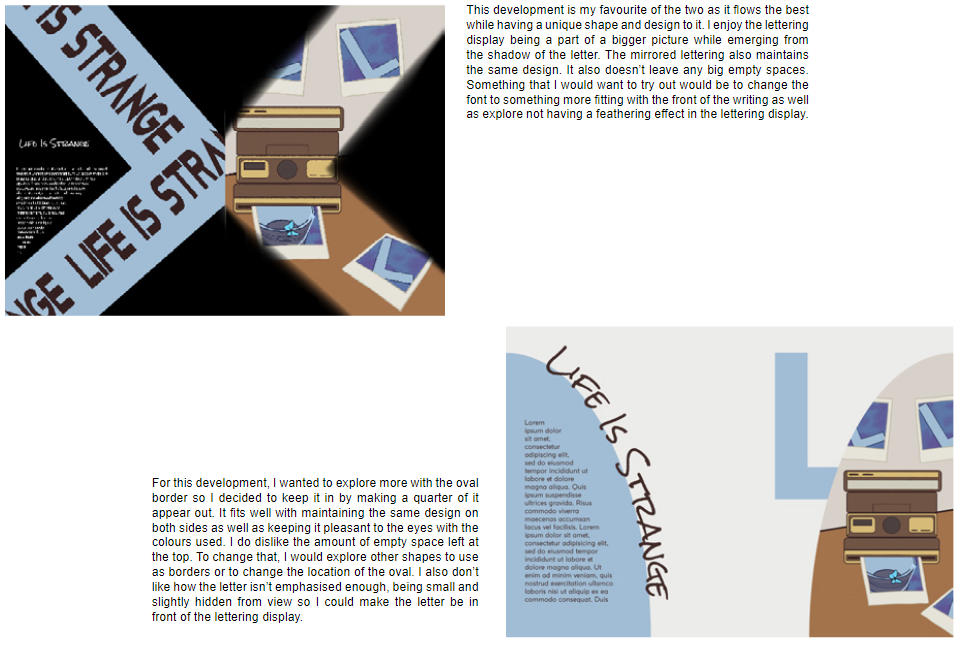 IS STRANGE
LIFE IS STRA
NGE
LIFE IS STRANGE
This development is my favourite of the two as it flows the best
while having a unique shape and design to it. I enjoy the lettering
display being a part of a bigger picture while emerging from
the shadow of the letter. The mirrored lettering also maintains
the same design. It also doesn't leave any big empty spaces.
Something that I would want to try out would be to change the
font to something more fitting with the front of the writing as well
as explore not having a feathering effect in the lettering display.
L
L
For this development, I wanted to explore more with the oval
border so I decided to keep it in by making a quarter of it
appear out. It fits well with maintaining the same design on
both sides as well as keeping it pleasant to the eyes with the
colours used. I do dislike the amount of empty space left at
the top. To change that, I would explore other shapes to use
as borders or to change the location of the oval. I also don't
like how the letter isn't emphasised enough, being small and
slightly hidden from view so I could make the letter be in
front of the lettering display.
LIFE IS STRANGE
Lorem
ipsum dolor
sit amet,
consectetur
adipiscing elit,
sed do eiusmod
tempor incididunt ut
labore et dolore
magna aliqua. Quis
ipsum suspendisse
ultrices gravida. Risus
commodo viverra
maecenas accumsan
lacus vel facilisis. Lorem
ipsum dolor sit amet,
consectetur adipiscing elit,
sed do eiusmod tempor
incididunt ut labore et
dolore magna aliqua. Ut
enim ad minim veniam, quis
nostrud exercitation ullamco
laboris nisi ut aliquip ex ea
commodo consequat. Duis
L
L
L